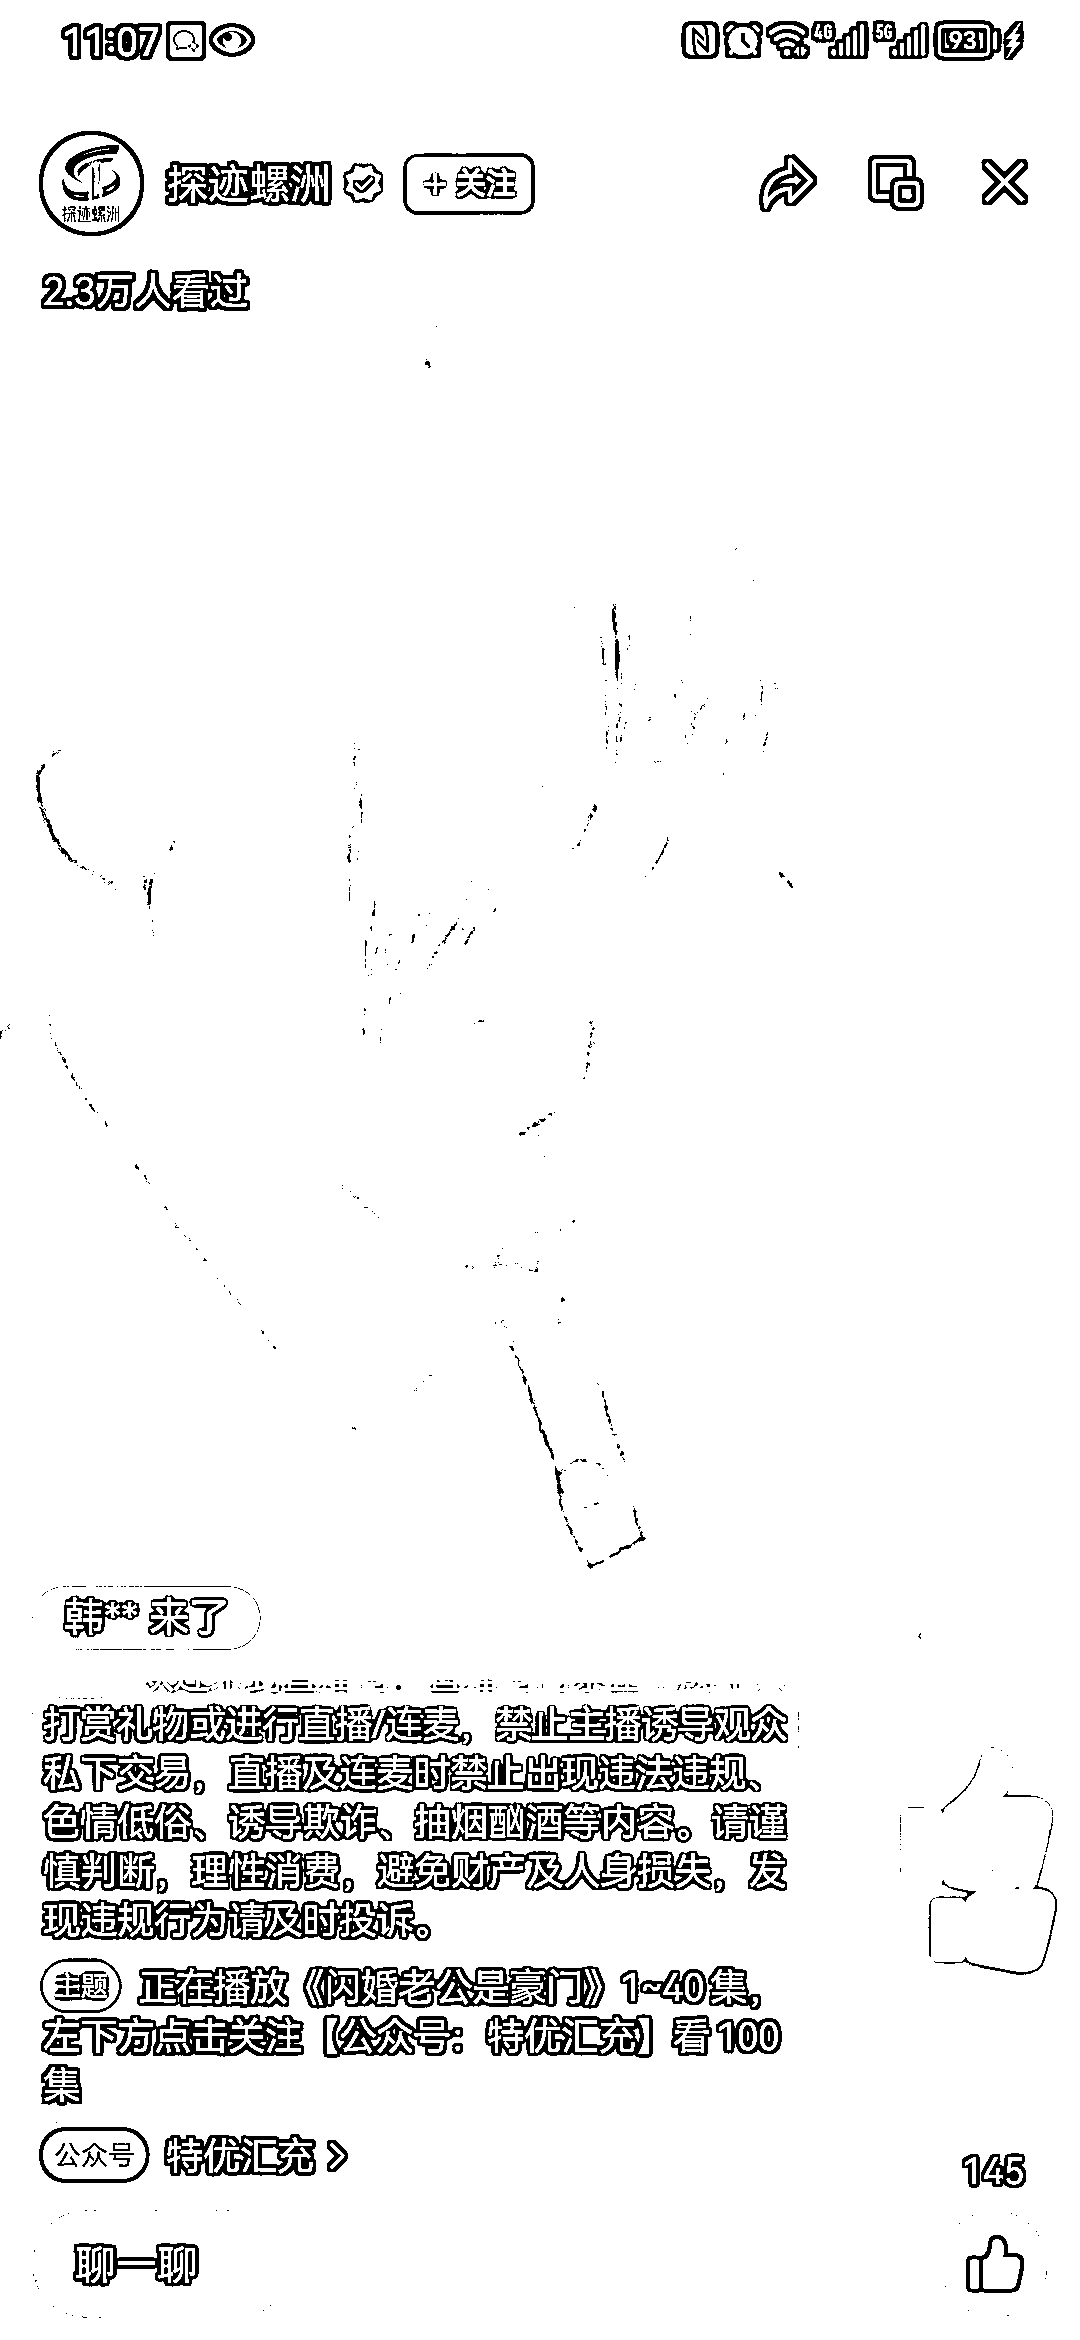 11:07 4G 5G 93
探迹螺洲 + 关注
探迹螺洲
2.3万人看过
韩** 来了
打赏礼物或进行直播/连麦，禁止主播诱导观众
私下交易，直播及连麦时禁止出现违法违规、
色情低俗、诱导欺诈、抽烟酗酒等内容。请谨
慎判断，理性消费，避免财产及人身损失，发
现违规行为请及时投诉。
主题 正在播放《闪婚老公是豪门》1~40集，
左下方点击关注【公众号：特优汇充】看100
集
公众号 特优汇充 >
145
聊一聊